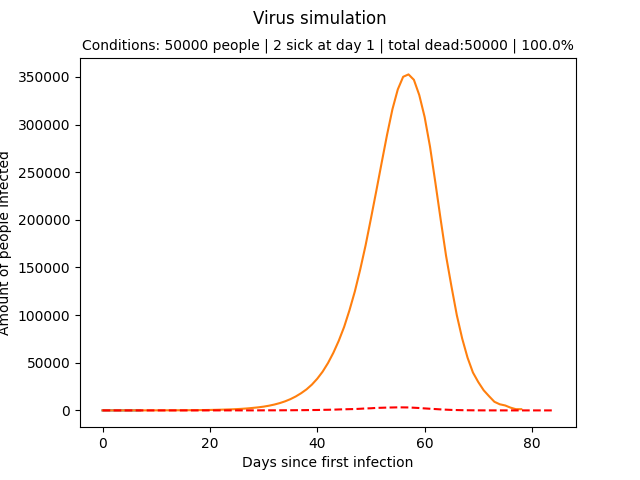 Virus simulation
Conditions: 50000 people | 2 sick at day 1 | total dead:50000 | 100.0%
Amount of people infected
350000
300000
250000
200000
150000
100000
50000
0
0 20 40 60 80
Days since first infection